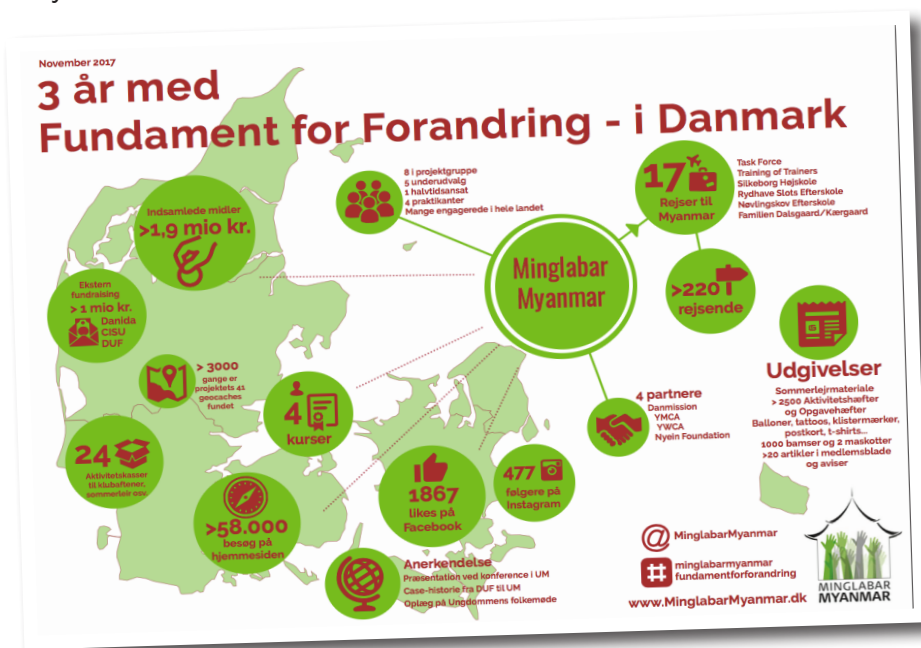 November 2017
3 år med
Fundament for Forandring - i Danmark
8 i projektgruppe
5 underudvalg
1 halvtidsansat
4 praktikanter
Mange engagerede i hele landet
17
Rejser til
Myanmar
Task Force
Training of Trainers
Silkeborg Højskole
Rydhave Slots Efterskole
Nøvlingskov Efterskole
Familien Dalsgaard/Kærgaard
Indsamlede midler
>1,9 mio kr.
Minglabar
Myanmar
>220
rejsende
Ekstern
fundraising
> 1 mio kr.
Danida
CISU
DUF
> 3000
gange er
projektets 41
geocaches
fundet
4
kurser
Udgivelser
Sommerlejrmateriale
> 2500 Aktivitetshæfter
og Opgavehæfter
Balloner, tattoos, klistermærker,
postkort, t-shirts...
1000 bamser og 2 maskotter
>20 artikler i medlemsblade
og aviser
4 partnere
Danmission
YMCA
YWCA
Nyein Foundation
24
Aktivitetskasser
til klubaftener,
sommerlejr osv.
>58.000
besøg på
hjemmesiden
1867
likes på
Facebook
477
følgere på
Instagram
Anerkendelse
Præsentation ved konference i UM
Case-historie fra DUF til UM
Oplæg på Ungdommens folkemøde
@ MinglabarMyanmar
# minglabarmyanmar
fundamentforforandring
www.MinglabarMyanmar.dk
MINGLABAR
MYANMAR